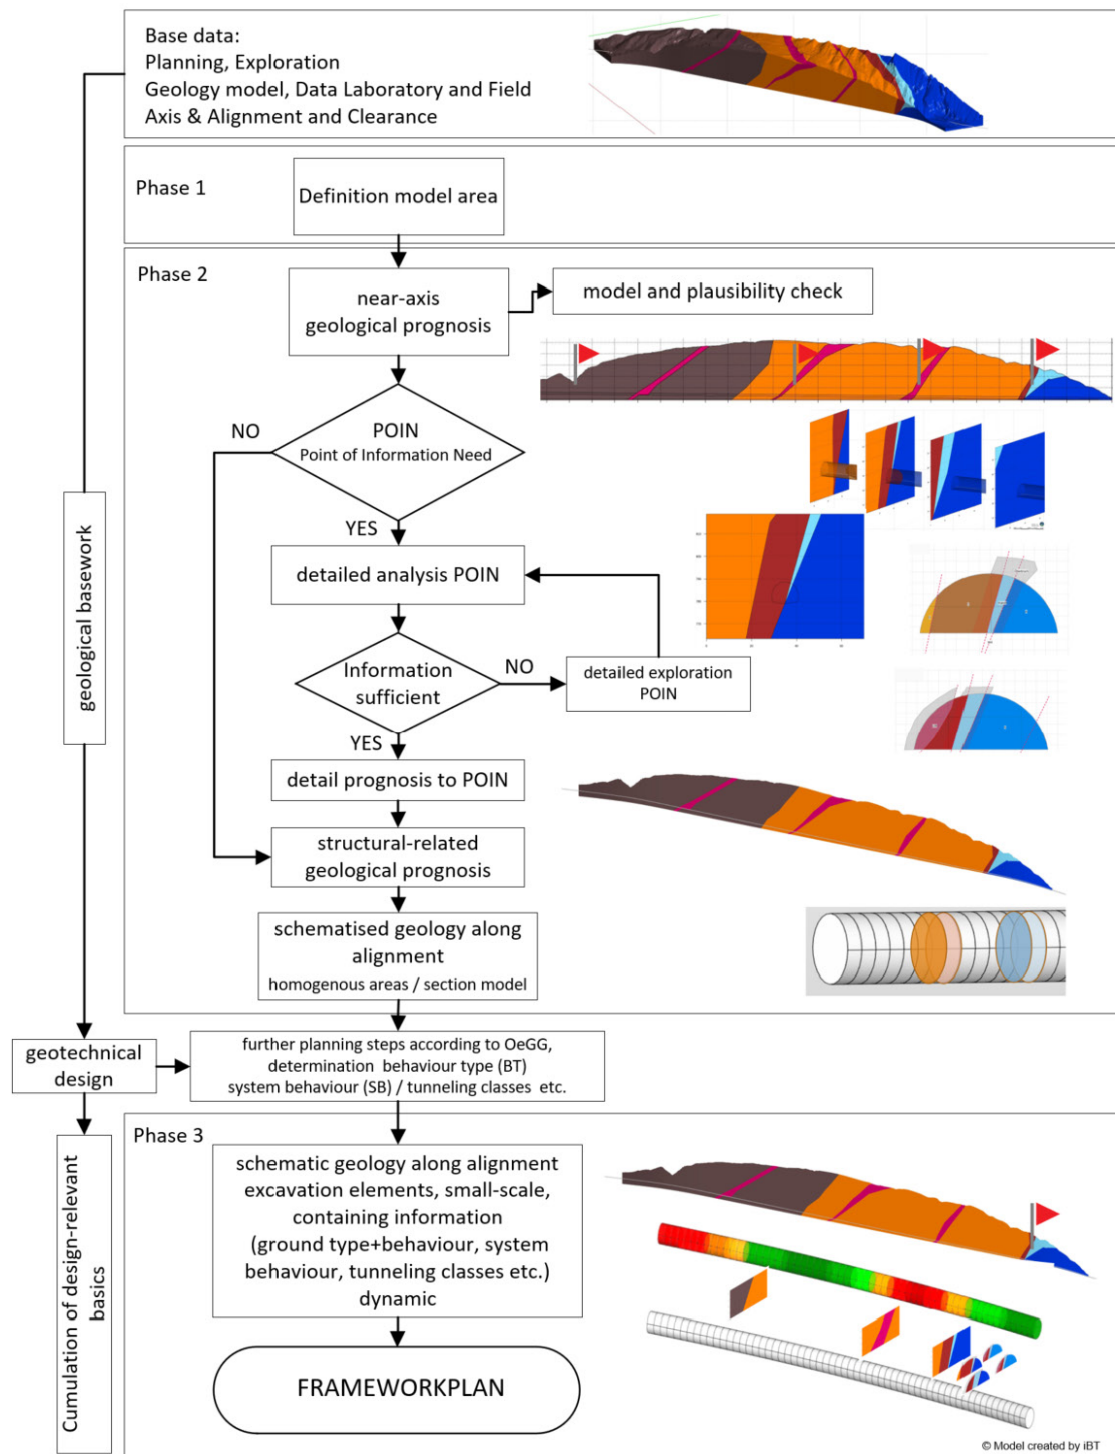 Base data:
Planning, Exploration
Geology model, Data Laboratory and Field
Axis & Alignment and Clearance
Phase 1
Definition model area
Phase 2
near-axis
geological prognosis
model and plausibility check
NO
POIN
Point of Information Need
YES
detailed analysis POIN
Information
sufficient
NO
detailed exploration
POIN
YES
detail prognosis to POIN
structural-related
geological prognosis
schematised geology along
alignment
homogenous areas / section model
geological basework
geotechnical
design
further planning steps according to OeGG,
determination behaviour type (BT)
system behaviour (SB) / tunneling classes etc.
Phase 3
schematic geology along alignment
excavation elements, small-scale,
containing information
(ground type+behaviour, system
behaviour, tunneling classes etc.)
dynamic
FRAMEWORKPLAN
Cumulation of design-relevant
basics
© Model created by iBT